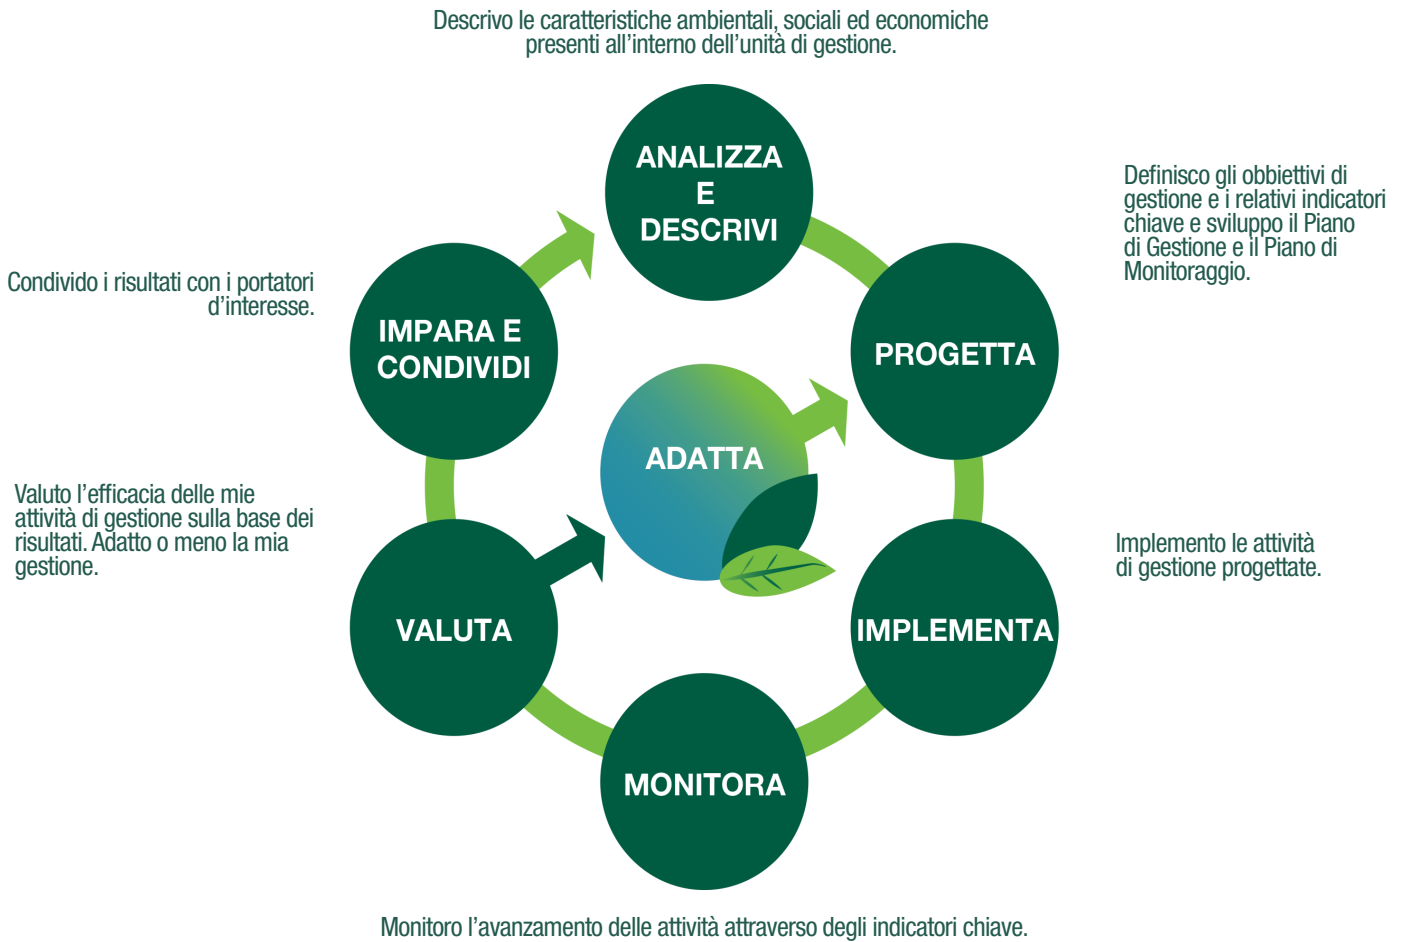 Descrivo le caratteristiche ambientali, sociali ed economiche
presenti all'interno dell'unità di gestione.
ANALIZZA
E
DESCRIVI
Definisco gli obbiettivi di
gestione e i relativi indicatori
chiave e sviluppo il Piano
di Gestione e il Piano di
Monitoraggio.
PROGETTA
Implemento le attività
di gestione progettate.
IMPLEMENTA
Monitoro l'avanzamento delle attività attraverso degli indicatori chiave.
MONITORA
Valuto l'efficacia delle mie
attività di gestione sulla base dei
risultati. Adatto o meno la mia
gestione.
VALUTA
Condivido i risultati con i portatori
d'interesse.
IMPARA E
CONDIVIDI
ADATTA